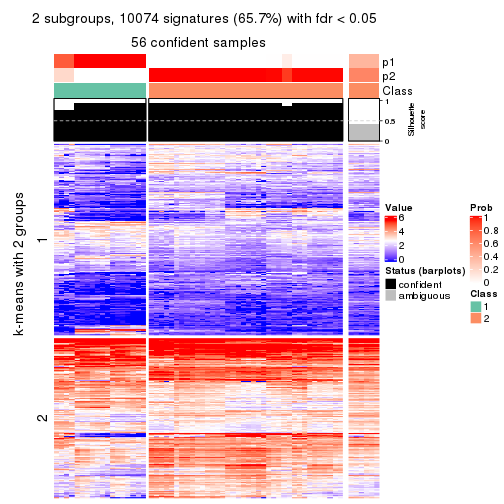 2 subgroups, 10074 signatures (65.7%) with fdr < 0.05
56 confident samples
p1
p2
Class
1
0.5
0
Silhouette
score
k-means with 2 groups
1
2
Value
6
4
2
0
Status (barplots)
confident
ambiguous
Prob
1
0.8
0.6
0.4
0.2
0
Class
1
2